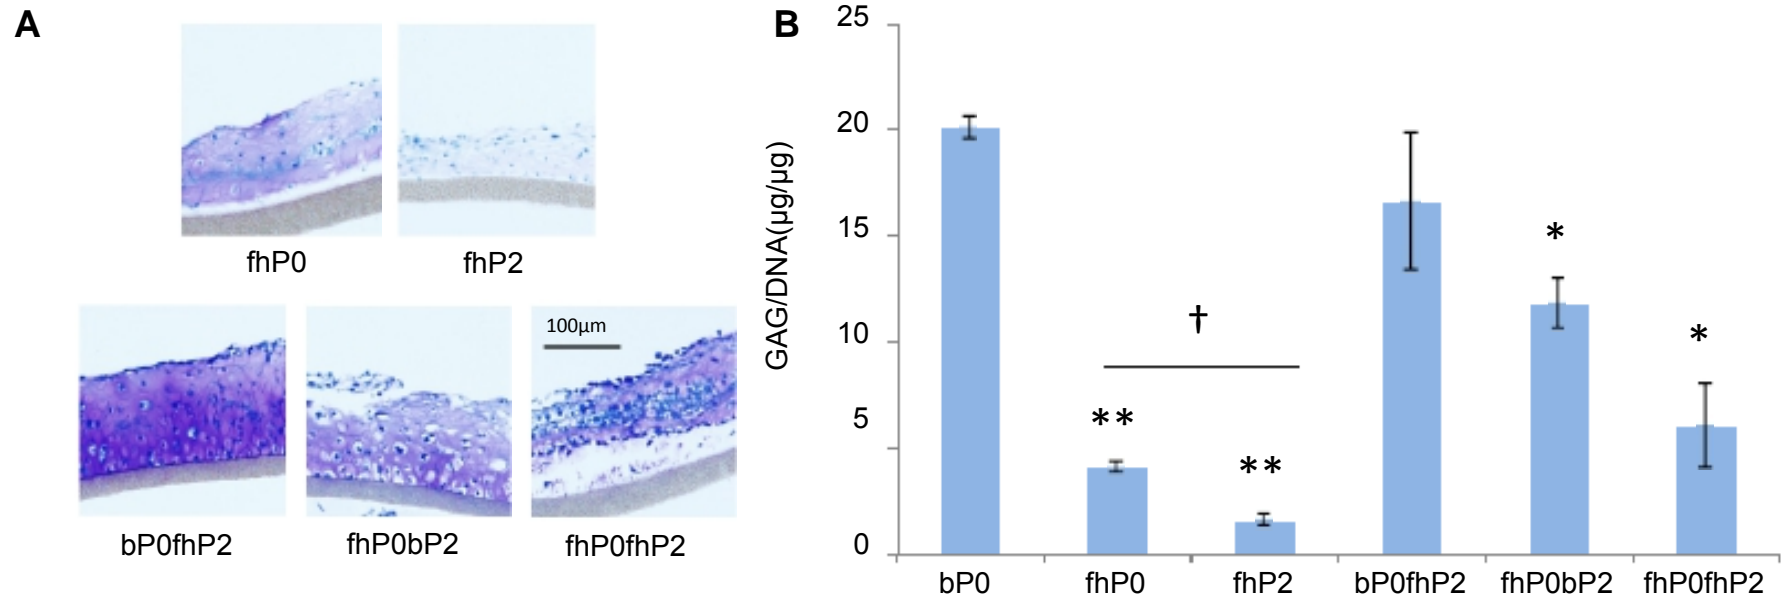 A
fhP0
fhP2
100µm
bP0fhP2
fhP0bP2
fhP0fhP2
B
GAG/DNA(µg/µg)
25
20
15
10
5
0
†
**
**
*
*
bP0
fhP0
fhP2
bP0fhP2
fhP0bP2
fhP0fhP2